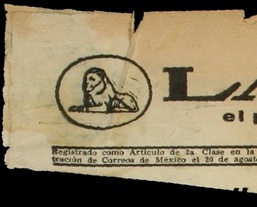 LA
el p
Registrado como Artículo de 2a. Clase en la
tración de Correos de México el 20 de agost